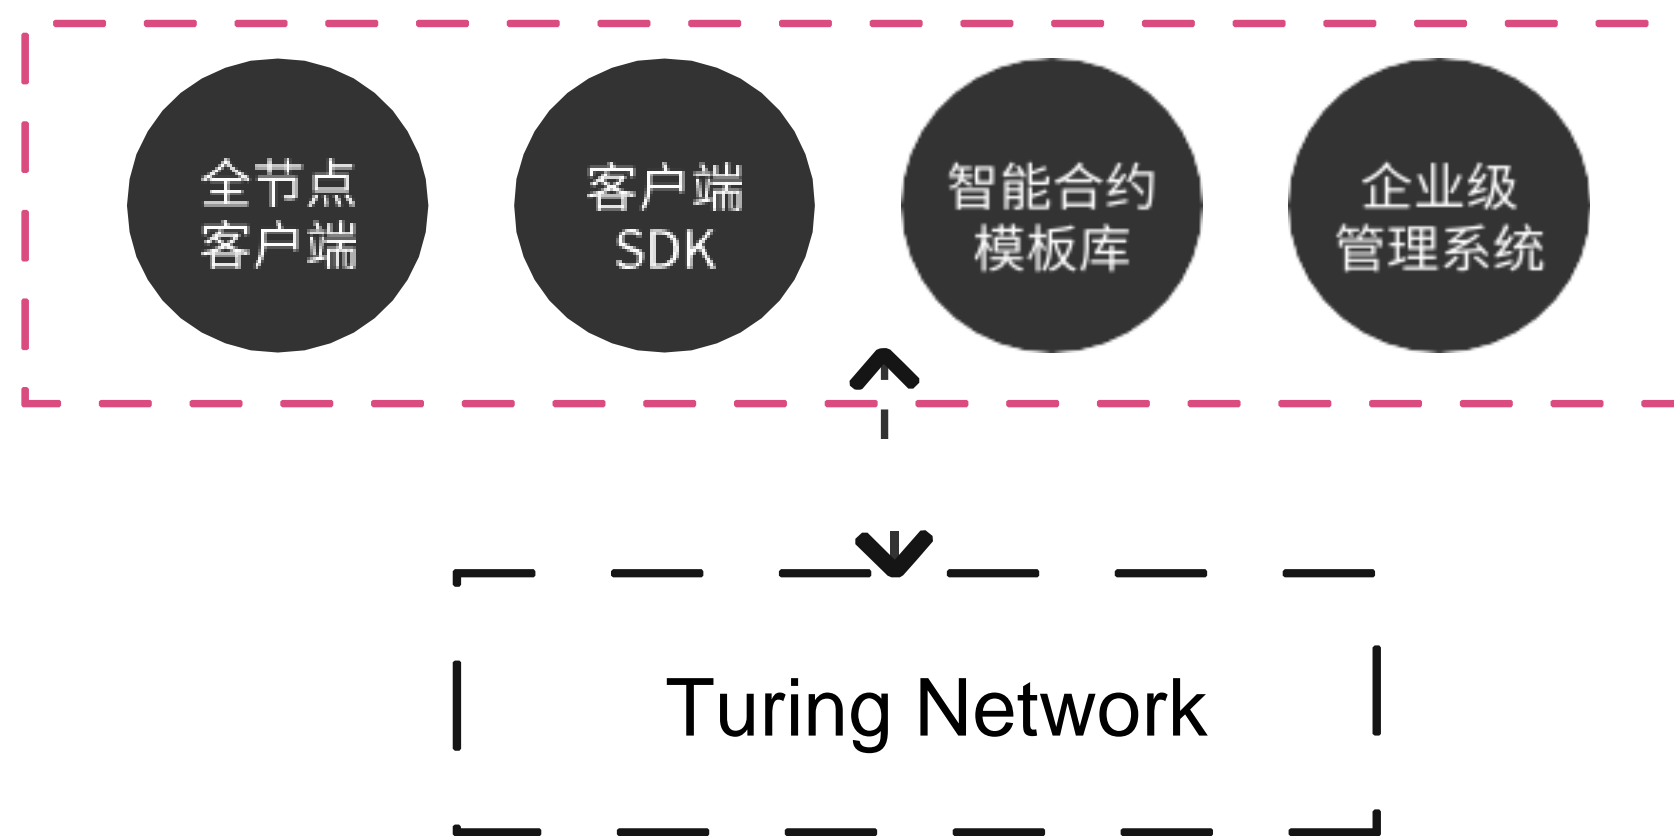 全节点
客户端
客户端
SDK
智能合约
模板库
企业级
管理系统
Turing Network